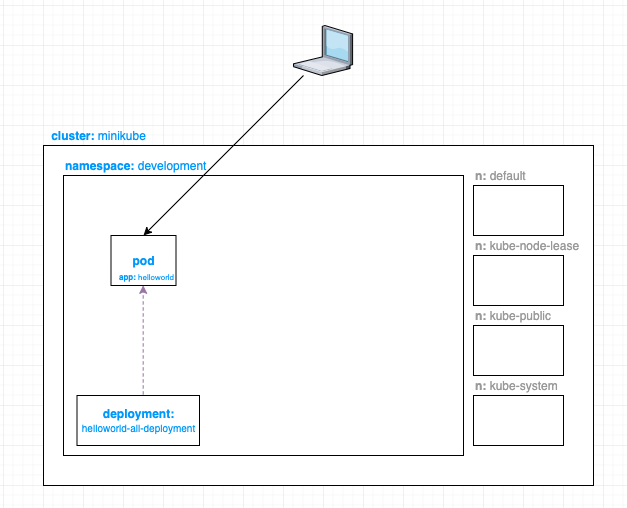 cluster: minikube
namespace: development
n: default
pod
app: helloworld
n: kube-node-lease
n: kube-public
n: kube-system
deployment:
helloworld-all-deployment